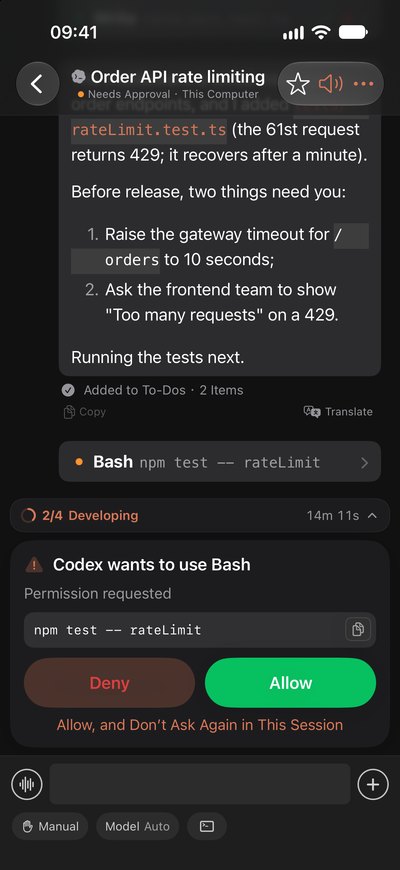 09:41
Order API rate limiting
Needs Approval · This Computer
order endpoints, and I added
rateLimit.test.ts (the 61st request
returns 429; it recovers after a minute).
Before release, two things need you:
1. Raise the gateway timeout for /
orders to 10 seconds;
2. Ask the frontend team to show
"Too many requests" on a 429.
Running the tests next.
Added to To-Dos · 2 Items
Copy
Translate
Bash npm test -- rateLimit
2/4 Developing
14m 11s
Codex wants to use Bash
Permission requested
npm test -- rateLimit
Deny
Allow
Allow, and Don’t Ask Again in This Session
Manual
Model Auto